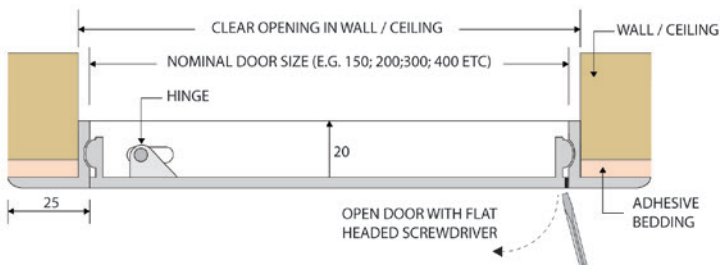 CLEAR OPENING IN WALL / CEILING
WALL / CEILING
NOMINAL DOOR SIZE (E.G. 150; 200;300; 400 ETC)
HINGE
20
25
OPEN DOOR WITH FLAT
HEADED SCREWDRIVER
ADHESIVE
BEDDING